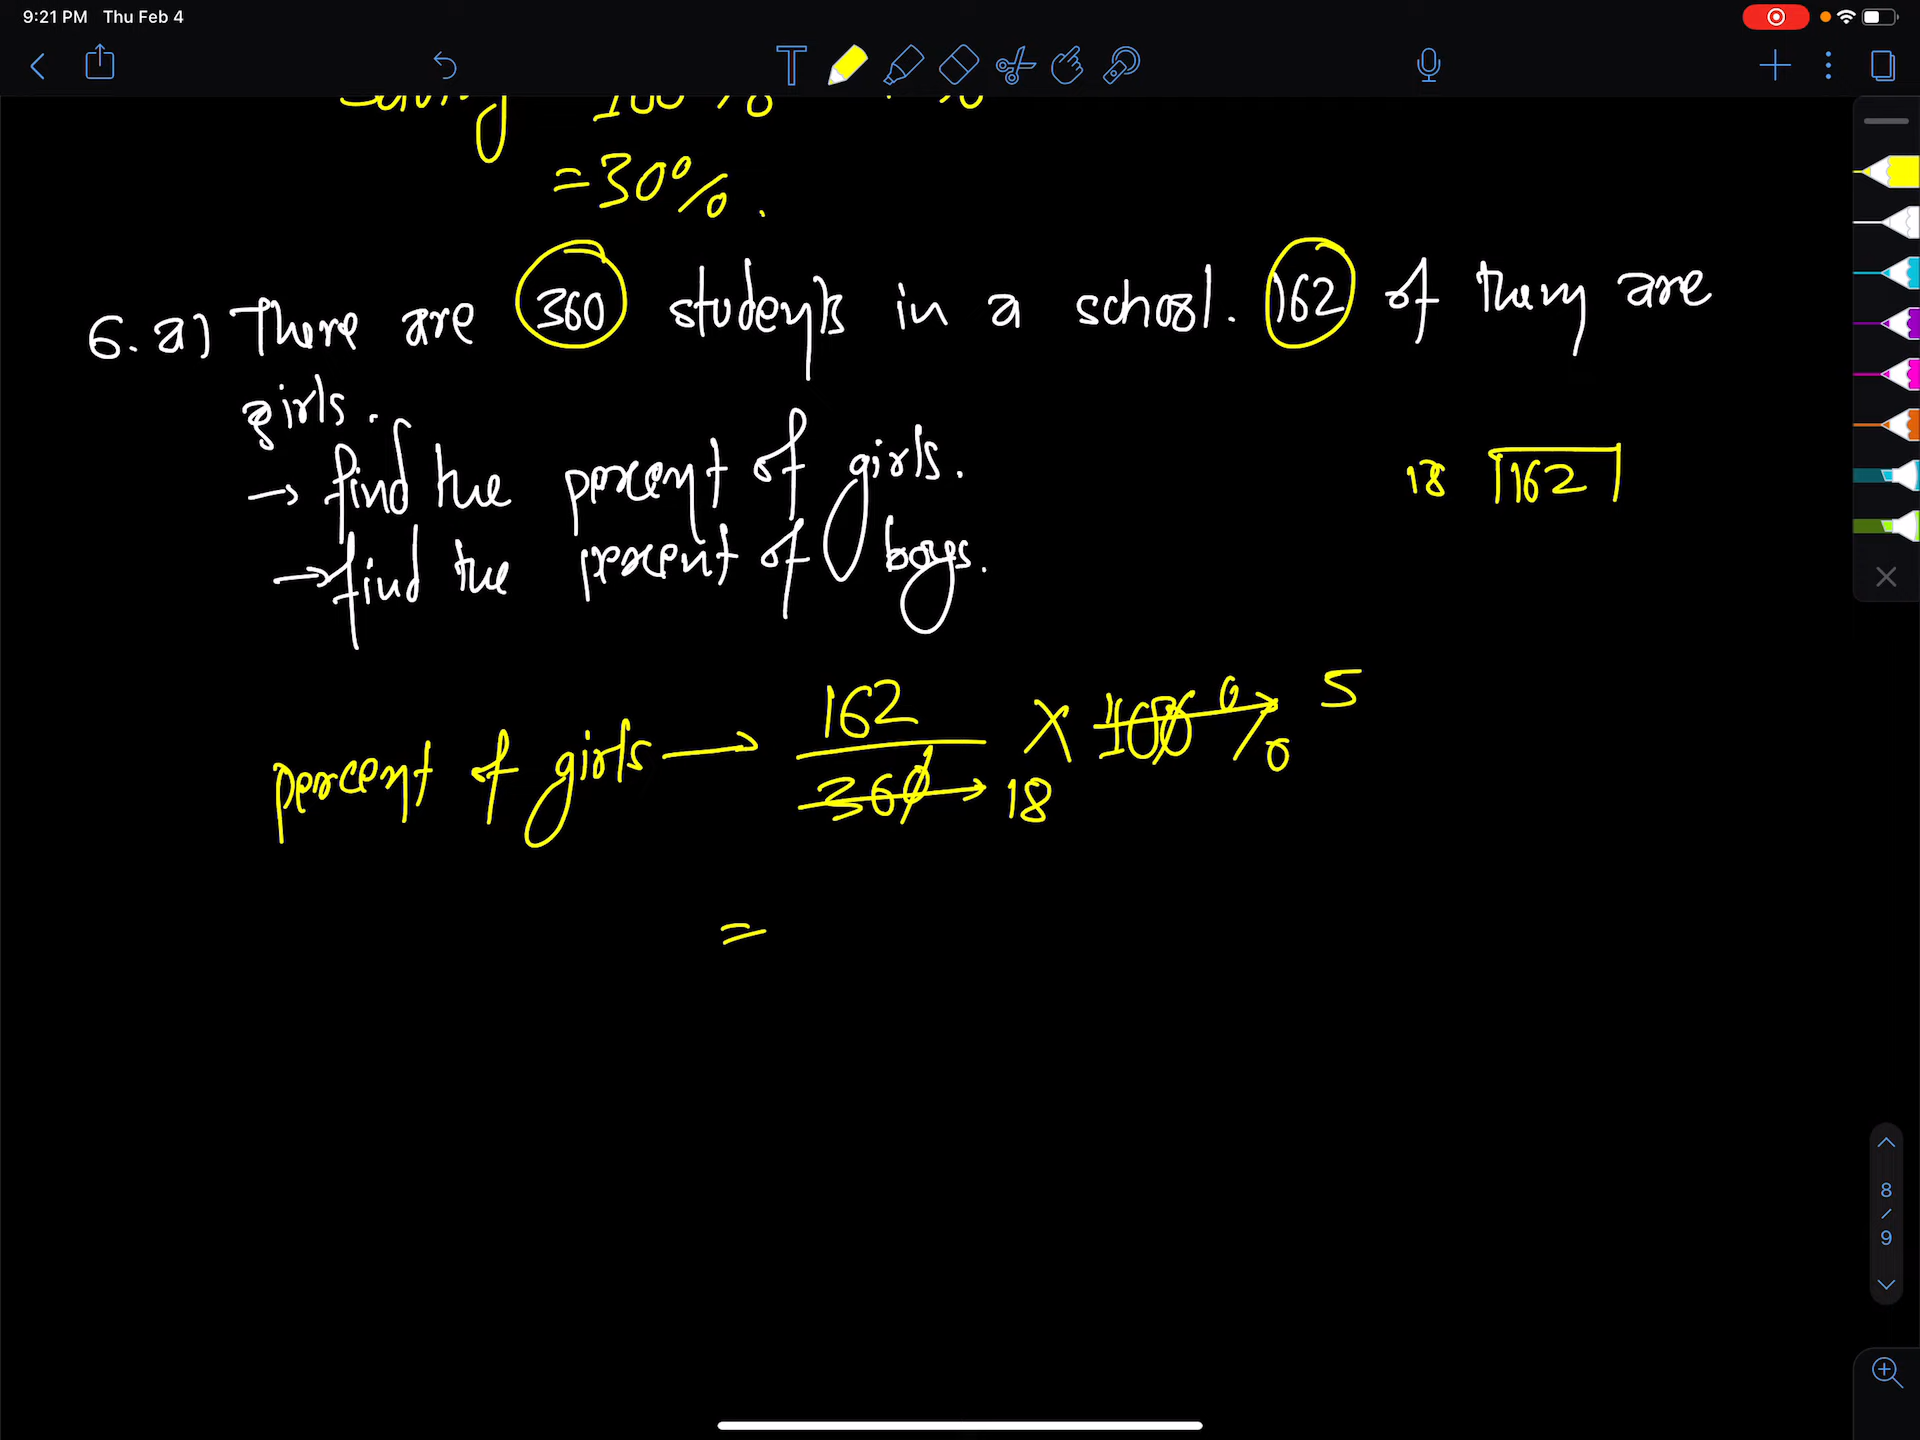 9:21 PM Thu Feb 4
= 30%.
6. a) There are 360 students in a school. 162 of them are
girls.
→ find the percent of girls.
→ find the percent of boys.
18 162
percent of girls → 162/360 × 100% 5
18
=
8
/
9